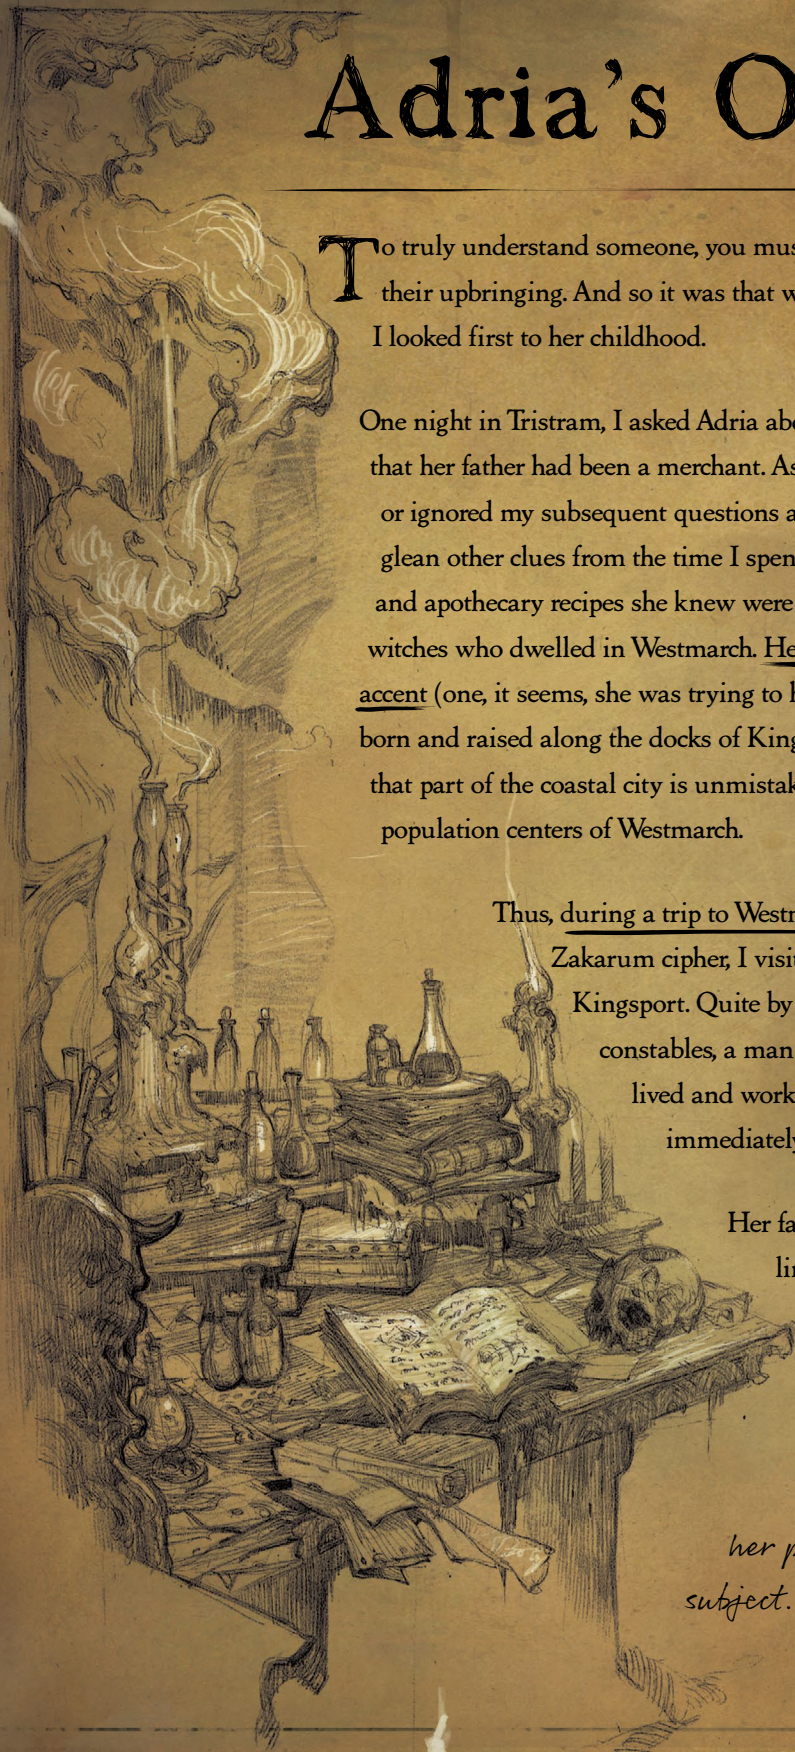 Adria's O
To truly understand someone, you mus
their upbringing. And so it was that w
I looked first to her childhood.
One night in Tristram, I asked Adria abo
that her father had been a merchant. As
or ignored my subsequent questions a
glean other clues from the time I spen
and apothecary recipes she knew were
witches who dwelled in Westmarch. He
accent (one, it seems, she was trying to h
born and raised along the docks of King
that part of the coastal city is unmistak
population centers of Westmarch.
Thus, during a trip to Westm
Zakarum cipher, I visit
Kingsport. Quite by
constables, a man
lived and work
immediately
Her fa
lin
her p
subject.